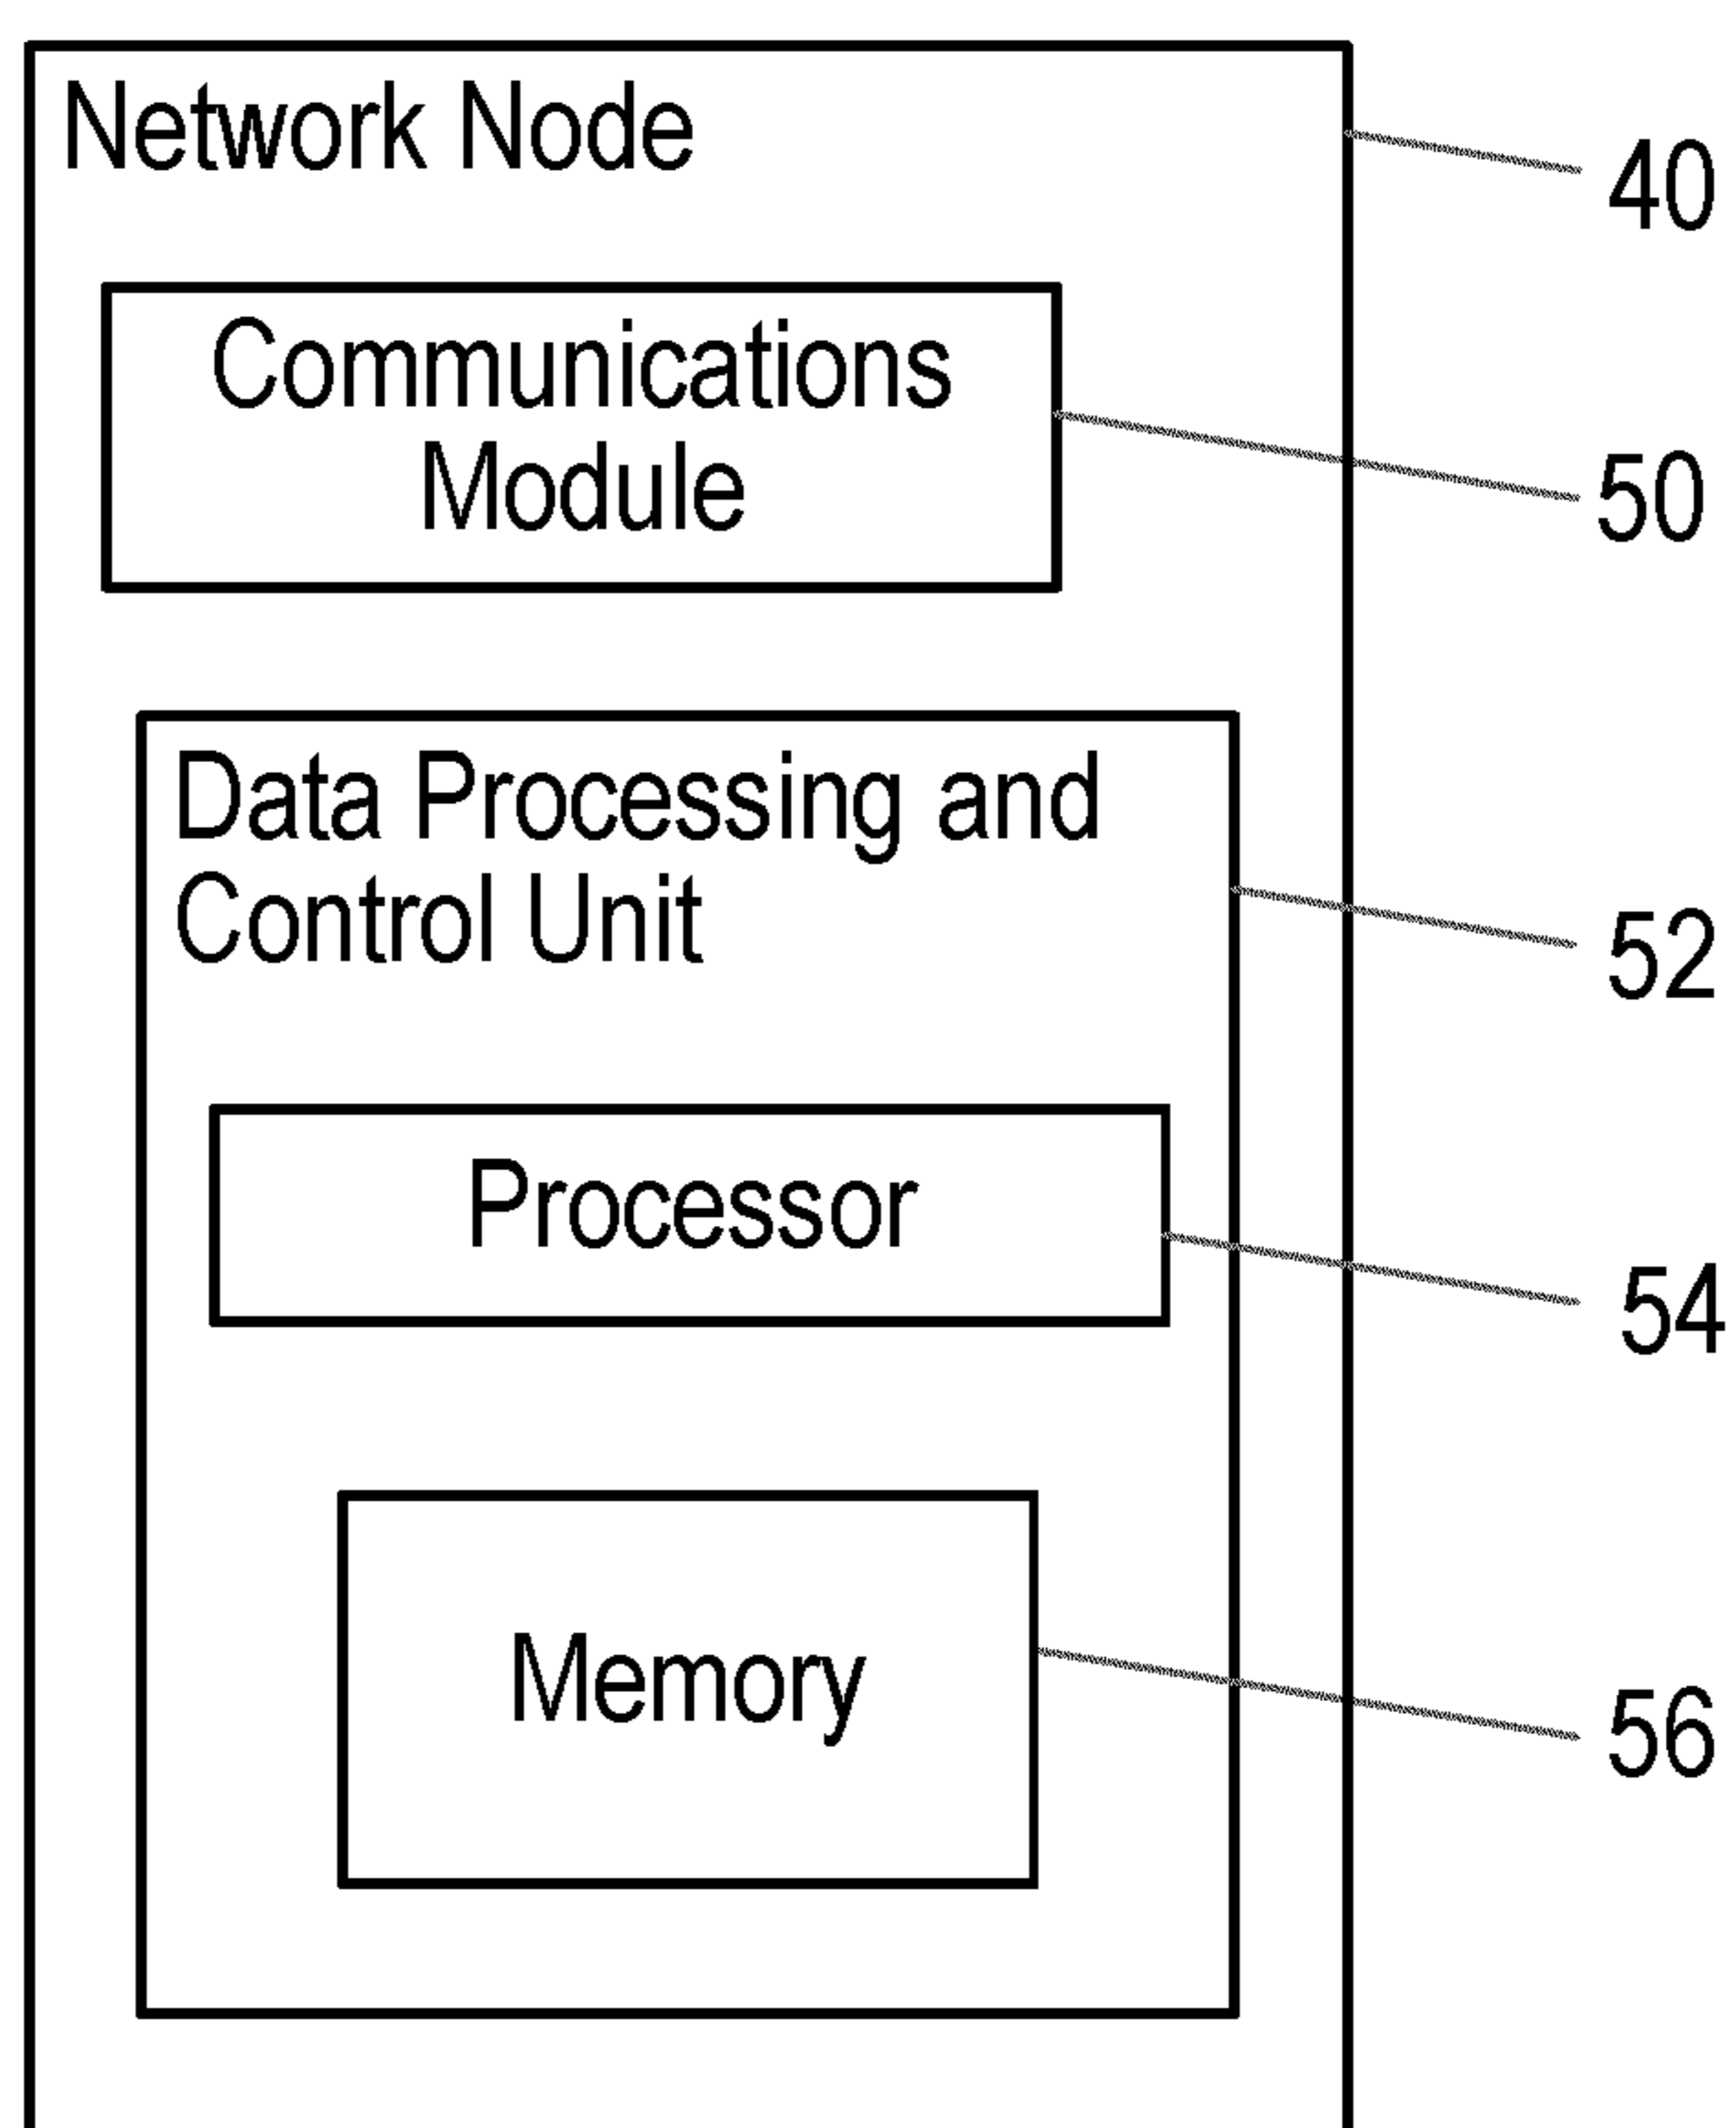 Network Node
40
Communications
Module
50
Data Processing and
Control Unit
52
Processor
54
Memory
56